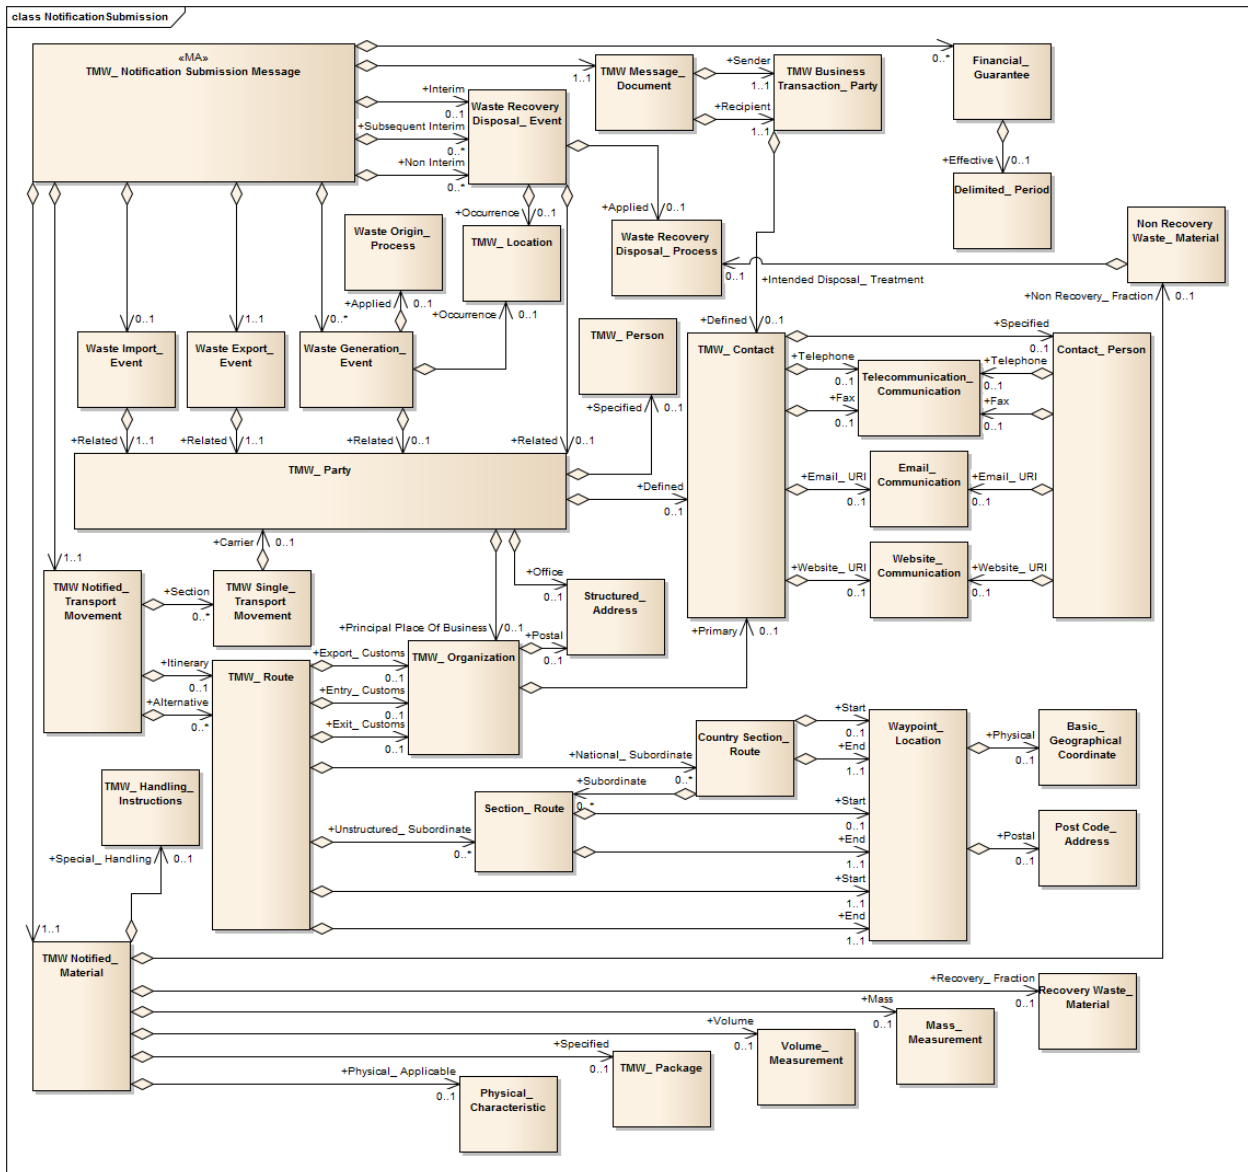 class NotificationSubmission
«MA»
TMW_ Notification Submission Message
0..*
Financial_
Guarantee
1..1
TMW Message_
Document
+Sender
1..1
+Recipient
1..1
TMW Business
Transaction_ Party
+Interim
0..1
+Subsequent Interim
0..*
+Non Interim
0..*
Waste Recovery
Disposal_ Event
+Effective
0..1
Delimited_ Period
+Applied
0..1
Waste Recovery
Disposal_ Process
+Occurrence
0..1
TMW_ Location
Waste Origin_
Process
+Applied
0..1
+Occurrence
0..1
Non Recovery
Waste_ Material
0..1
+Intended Disposal_ Treatment
+Non Recovery_ Fraction
0..1
0..1
Waste Import_
Event
1..1
Waste Export_
Event
0..*
Waste Generation_
Event
TMW_ Person
+Specified
0..1
+Defined
0..1
TMW_ Contact
+Specified
0..1
Contact_ Person
+Telephone
0..1
+Fax
0..1
Telecommunication_
Communication
+Telephone
0..1
+Fax
0..1
+Email_ URI
0..1
Email_
Communication
+Email_ URI
0..1
+Website_ URI
0..1
Website_
Communication
+Website_ URI
0..1
+Related
1..1
+Related
1..1
+Related
0..1
+Related
0..1
TMW_ Party
+Defined
0..1
+Carrier
0..1
1..1
TMW Notified_
Transport
Movement
+Section
0..*
TMW Single_
Transport
Movement
+Office
0..1
Structured_
Address
+Principal Place Of Business
0..1
+Postal
0..1
TMW_ Organization
+Primary
0..1
+Itinerary
0..1
+Alternative
0..*
TMW_ Route
+Export_ Customs
0..1
+Entry_ Customs
0..1
+Exit_ Customs
0..1
+National_ Subordinate
0..*
Country Section_
Route
+Subordinate
0..*
Section_ Route
+Unstructured_ Subordinate
0..*
+Start
0..1
+End
1..1
+Start
0..1
+End
1..1
+Start
1..1
+End
1..1
Waypoint_
Location
+Physical
0..1
Basic_
Geographical
Coordinate
+Postal
0..1
Post Code_
Address
TMW_ Handling_
Instructions
+Special_ Handling
0..1
1..1
TMW Notified_
Material
+Recovery_ Fraction
0..1
Recovery Waste_
Material
+Mass
0..1
Mass_
Measurement
+Volume
0..1
Volume_
Measurement
+Specified
0..1
TMW_ Package
+Physical_ Applicable
0..1
Physical_
Characteristic